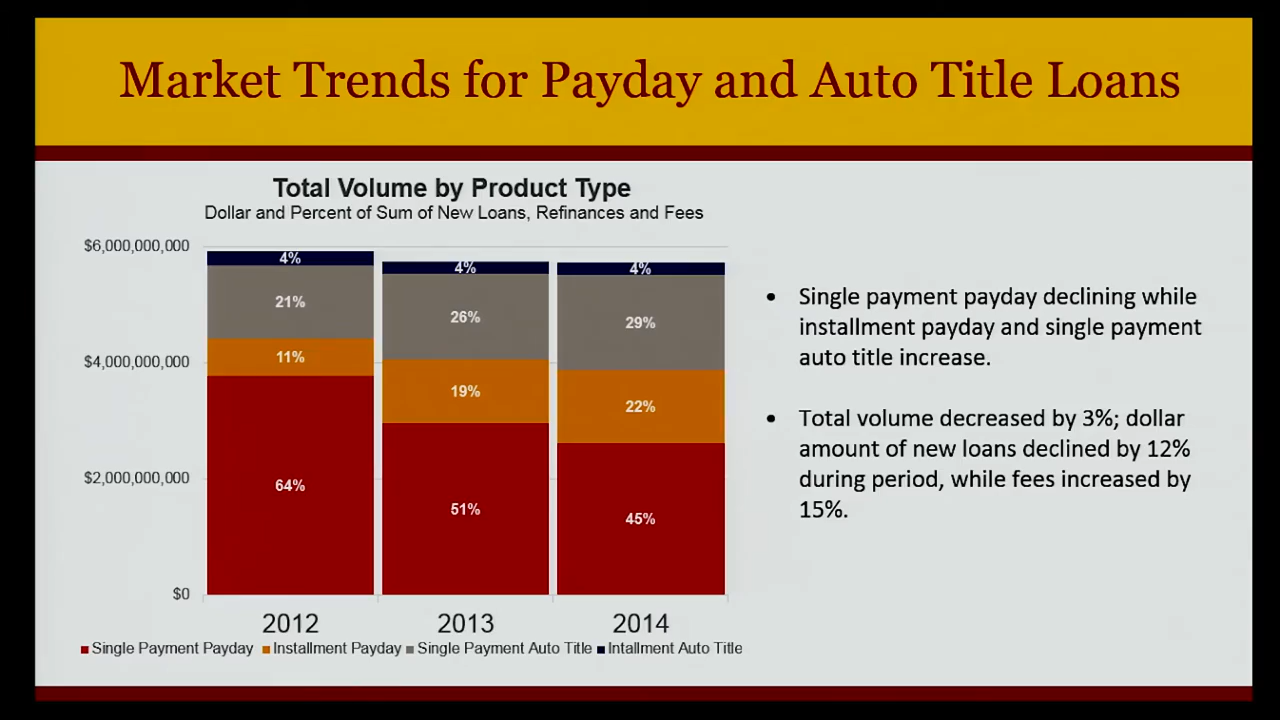 Market Trends for Payday and Auto Title Loans
Total Volume by Product Type
Dollar and Percent of Sum of New Loans, Refinances and Fees
$6,000,000,000
$4,000,000,000
$2,000,000,000
$0
4%
21%
11%
64%
4%
26%
19%
51%
4%
29%
22%
45%
2012
2013
2014
Single Payment Payday
Installment Payday
Single Payment Auto Title
Intallment Auto Title
• Single payment payday declining while
installment payday and single payment
auto title increase.
• Total volume decreased by 3%; dollar
amount of new loans declined by 12%
during period, while fees increased by
15%.